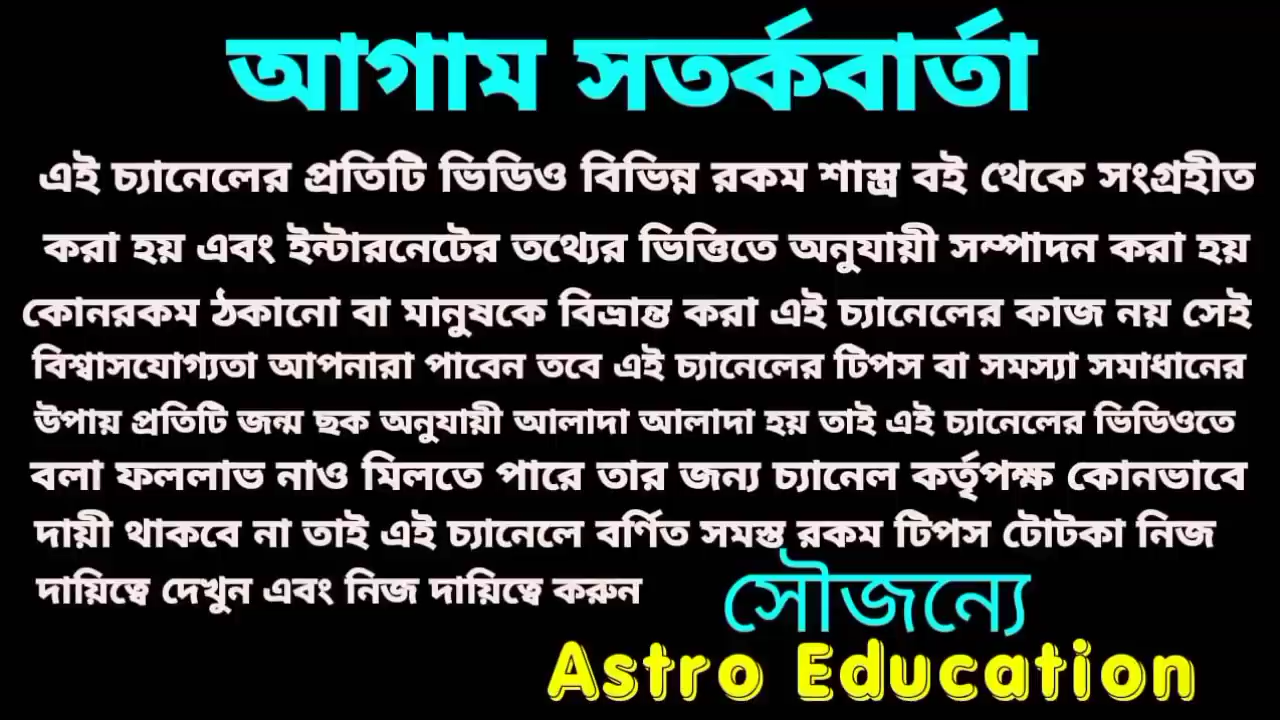 আগাম সতর্কবার্তা
এই চ্যানেলের প্রতিটি ভিডিও বিভিন্ন রকম শাস্ত্র বই থেকে সংগ্রহীত
করা হয় এবং ইন্টারনেটের তথ্যের ভিত্তিতে অনুযায়ী সম্পাদন করা হয়
কোনরকম ঠকানো বা মানুষকে বিভ্রান্ত করা এই চ্যানেলের কাজ নয় সেই
বিশ্বাসযোগ্যতা আপনারা পাবেন তবে এই চ্যানেলের টিপস বা সমস্যা সমাধানের
উপায় প্রতিটি জন্ম ছক অনুযায়ী আলাদা আলাদা হয় তাই এই চ্যানেলের ভিডিওতে
বলা ফললাভ নাও মিলতে পারে তার জন্য চ্যানেল কর্তৃপক্ষ কোনভাবে
দায়ী থাকবে না তাই এই চ্যানেলে বর্ণিত সমস্ত রকম টিপস টোটকা নিজ
দায়িত্বে দেখুন এবং নিজ দায়িত্বে করুন
সৌজন্যে
Astro Education